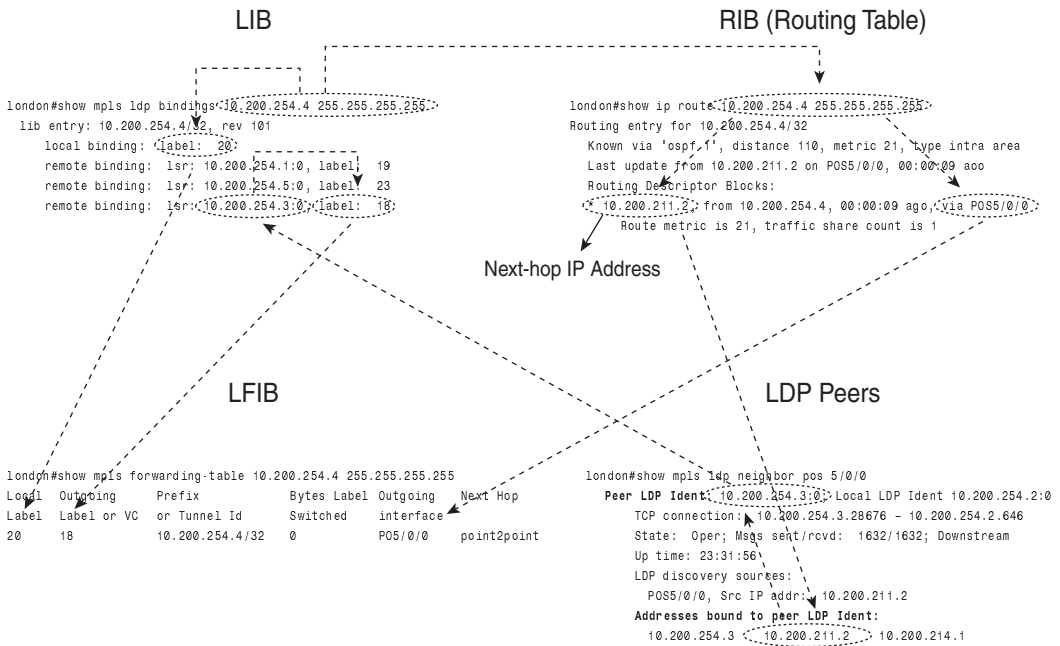 LIB
london#show mpls ldp bindings 10.200.254.4 255.255.255.255
lib entry: 10.200.254.4/32, rev 101
local binding: label: 20
remote binding: lsr: 10.200.254.1:0, label: 19
remote binding: lsr: 10.200.254.5:0, label: 23
remote binding: lsr: 10.200.254.3:0, label: 18
RIB (Routing Table)
london#show ip route 10.200.254.4 255.255.255.255
Routing entry for 10.200.254.4/32
Known via 'ospf 1', distance 110, metric 21, type intra area
Last update from 10.200.211.2 on POS5/0/0, 00:00:09 aoo
Routing Descriptor Blocks:
* 10.200.211.2, from 10.200.254.4, 00:00:09 ago, via POS5/0/0
Route metric is 21, traffic share count is 1
Next-hop IP Address
LFIB
london#show mpls forwarding-table 10.200.254.4 255.255.255.255
Local Outgoing Prefix Bytes Label Outgoing Next Hop
Label Label or VC or Tunnel Id Switched interface
20 18 10.200.254.4/32 0 PO5/0/0 point2point
LDP Peers
london#show mpls ldp neighbor pos 5/0/0
Peer LDP Ident: 10.200.254.3:0; Local LDP Ident 10.200.254.2:0
TCP connection: 10.200.254.3.28676 – 10.200.254.2.646
State: Oper; Msgs sent/rcvd: 1632/1632; Downstream
Up time: 23:31:56
LDP discovery sources:
POS5/0/0, Src IP addr: 10.200.211.2
Addresses bound to peer LDP Ident:
10.200.254.3 10.200.211.2 10.200.214.1